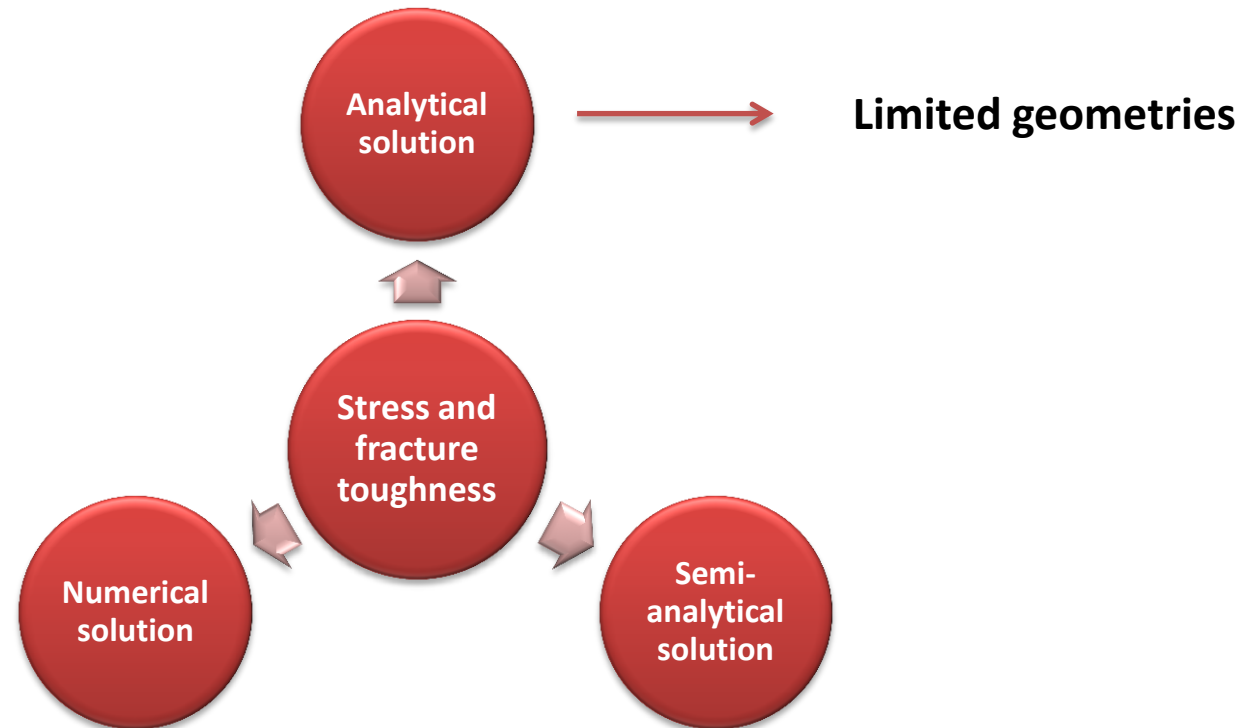 Analytical
solution
Limited geometries
Stress and
fracture
toughness
Numerical
solution
Semi-
analytical
solution